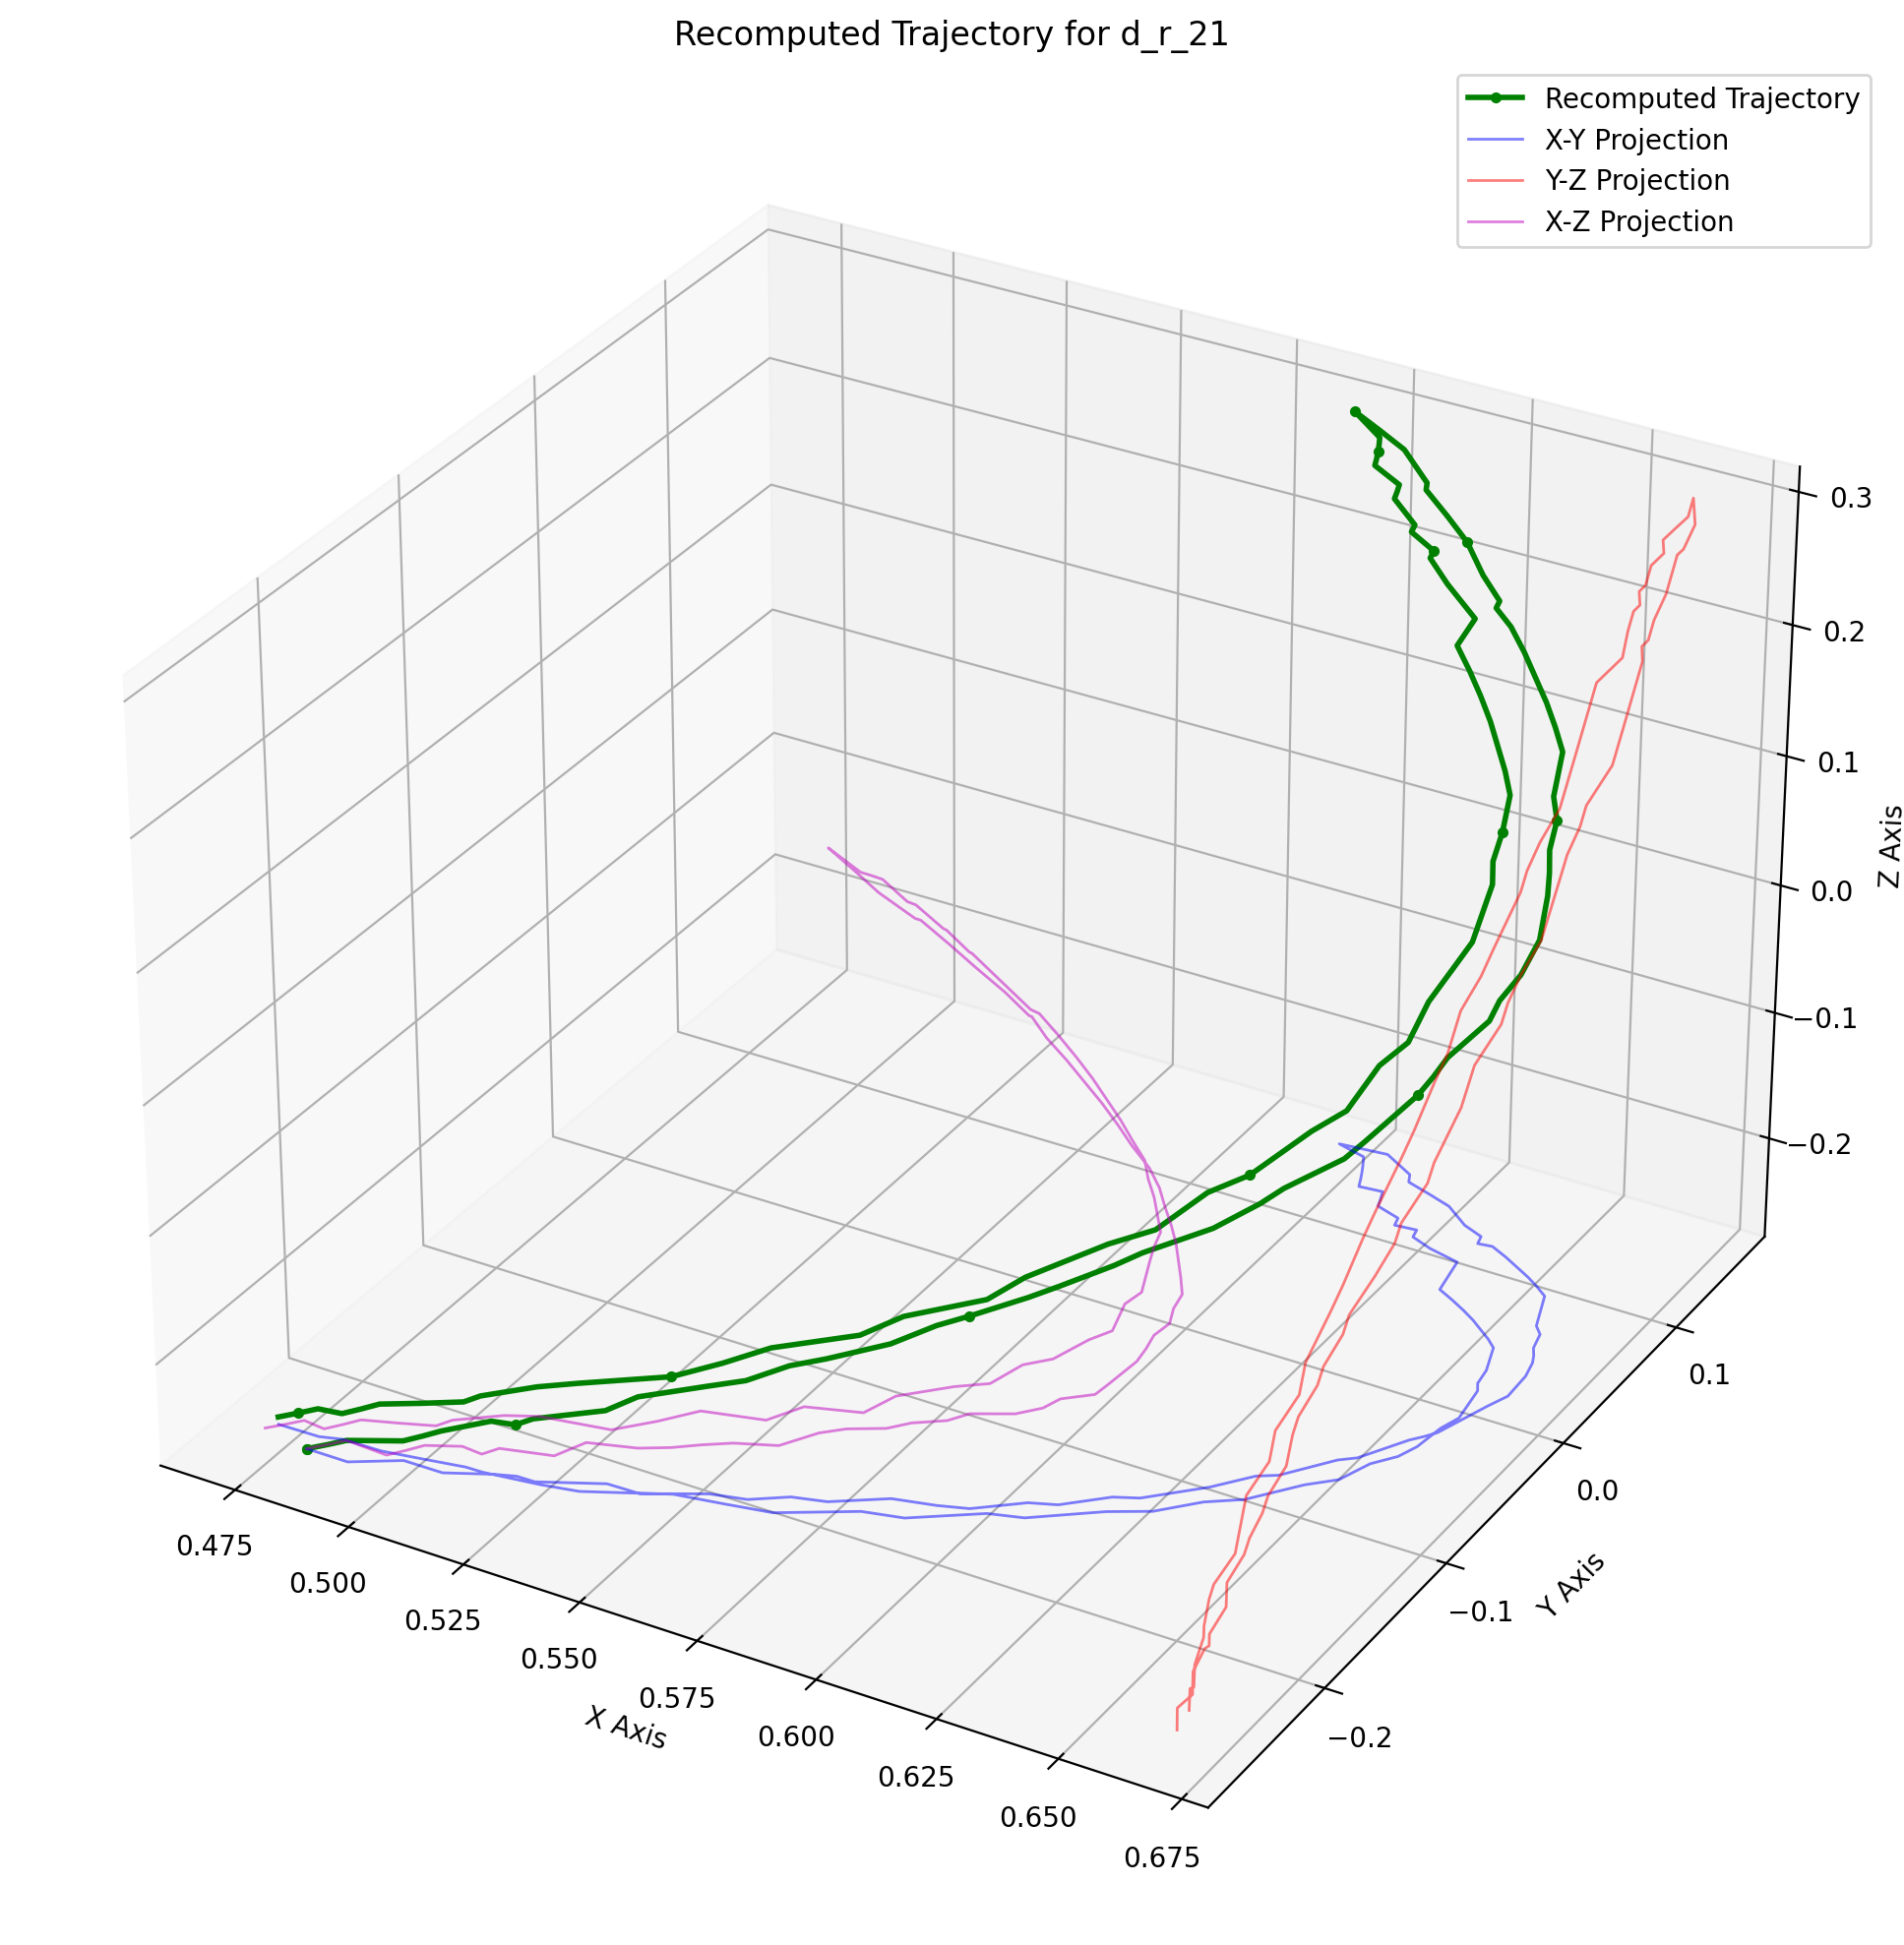 Recomputed Trajectory for d_r_21
Recomputed Trajectory
X-Y Projection
Y-Z Projection
X-Z Projection
0.3
0.2
0.1
0.0
−0.1
−0.2
Z Axis
0.1
0.0
−0.1
−0.2
Y Axis
0.475
0.500
0.525
0.550
0.575
0.600
0.625
0.650
0.675
X Axis